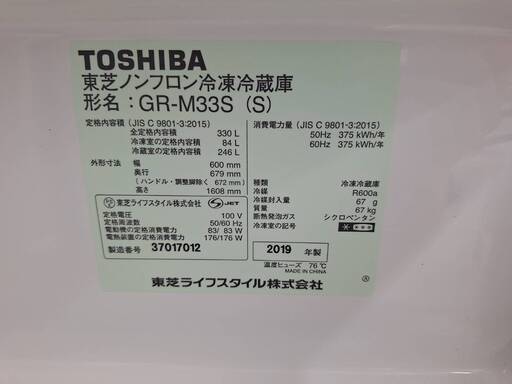 TOSHIBA
東芝ノンフロン冷凍冷蔵庫
形名：GR-M33S (S)
定格内容積（JIS C 9801-3:2015）
全定格内容積 330 L
冷凍室の定格内容積 84 L
冷蔵室の定格内容積 246 L
外形寸法 幅 600 mm
奥行 679 mm
（ハンドル・調整脚除く 672 mm）
高さ 1608 mm
東芝ライフスタイル株式会社 S JET
定格電圧 100 V
定格周波数 50/60 Hz
電動機の定格消費電力 83/ 83 W
電熱装置の定格消費電力 176/176 W
製造番号 37017012
消費電力量（JIS C 9801-3:2015）
50Hz 375 kWh/年
60Hz 375 kWh/年
種類 冷凍冷蔵庫
冷媒 R600a
冷媒封入量 67 g
質量 67 kg
断熱発泡ガス シクロペンタン
冷凍室の記号 * ***
2019 年製
温度ヒューズ 76℃
MADE IN CHINA
東芝ライフスタイル株式会社